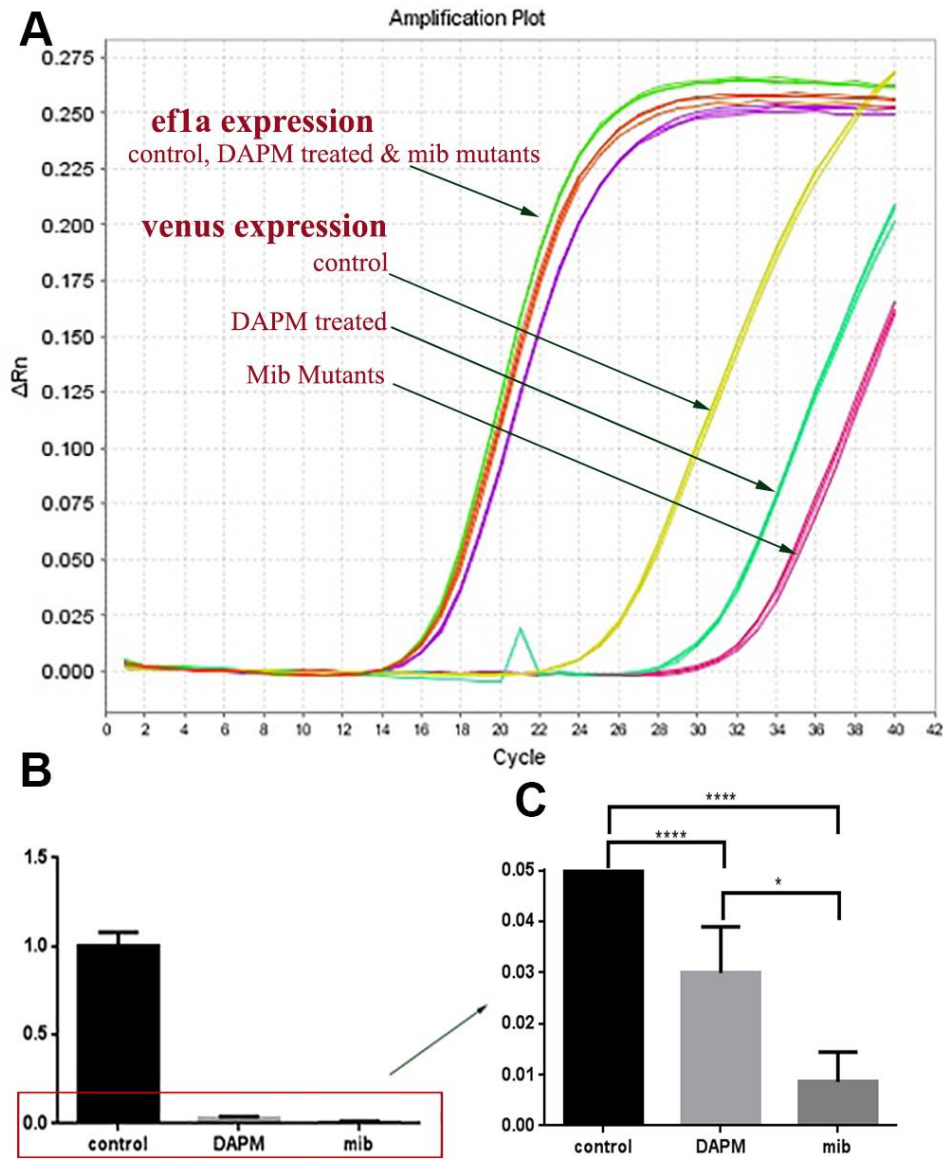 A
Amplification Plot
0.275
0.250
0.225
0.200
0.175
0.150
0.125
0.100
0.075
0.050
0.025
0.000
ΔRn
ef1a expression
control, DAPM treated & mib mutants
venus expression
control
DAPM treated
Mib Mutants
0 2 4 6 8 10 12 14 16 18 20 22 24 26 28 30 32 34 36 38 40 42
Cycle
B
1.5
1.0
0.5
0.0
control DAPM mib
C
****
****
*
0.05
0.04
0.03
0.02
0.01
0.00
control DAPM mib